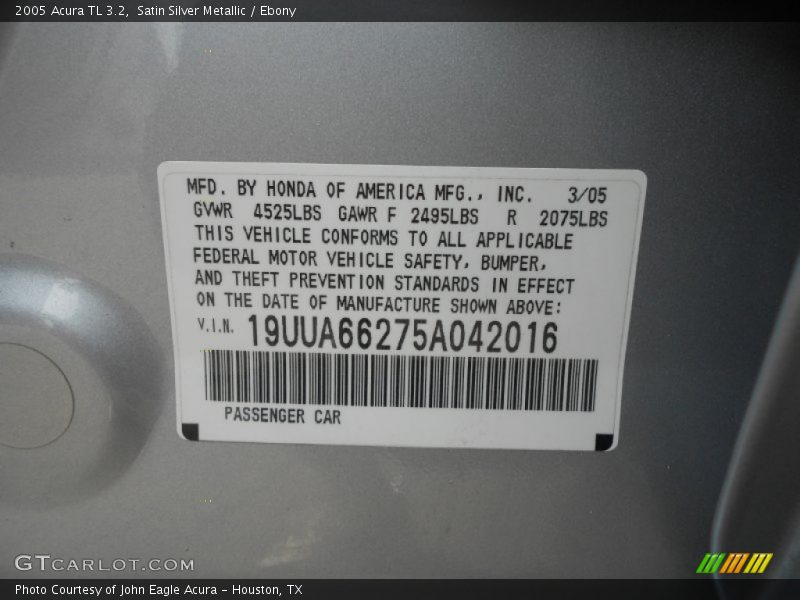 2005 Acura TL 3.2, Satin Silver Metallic / Ebony
MFD. BY HONDA OF AMERICA MFG., INC. 3/05
GVWR 4525LBS GAWR F 2495LBS R 2075LBS
THIS VEHICLE CONFORMS TO ALL APPLICABLE
FEDERAL MOTOR VEHICLE SAFETY, BUMPER,
AND THEFT PREVENTION STANDARDS IN EFFECT
ON THE DATE OF MANUFACTURE SHOWN ABOVE:
V.I.N. 19UUA66275A042016
PASSENGER CAR
GTCARLOT.COM
Photo Courtesy of John Eagle Acura - Houston, TX